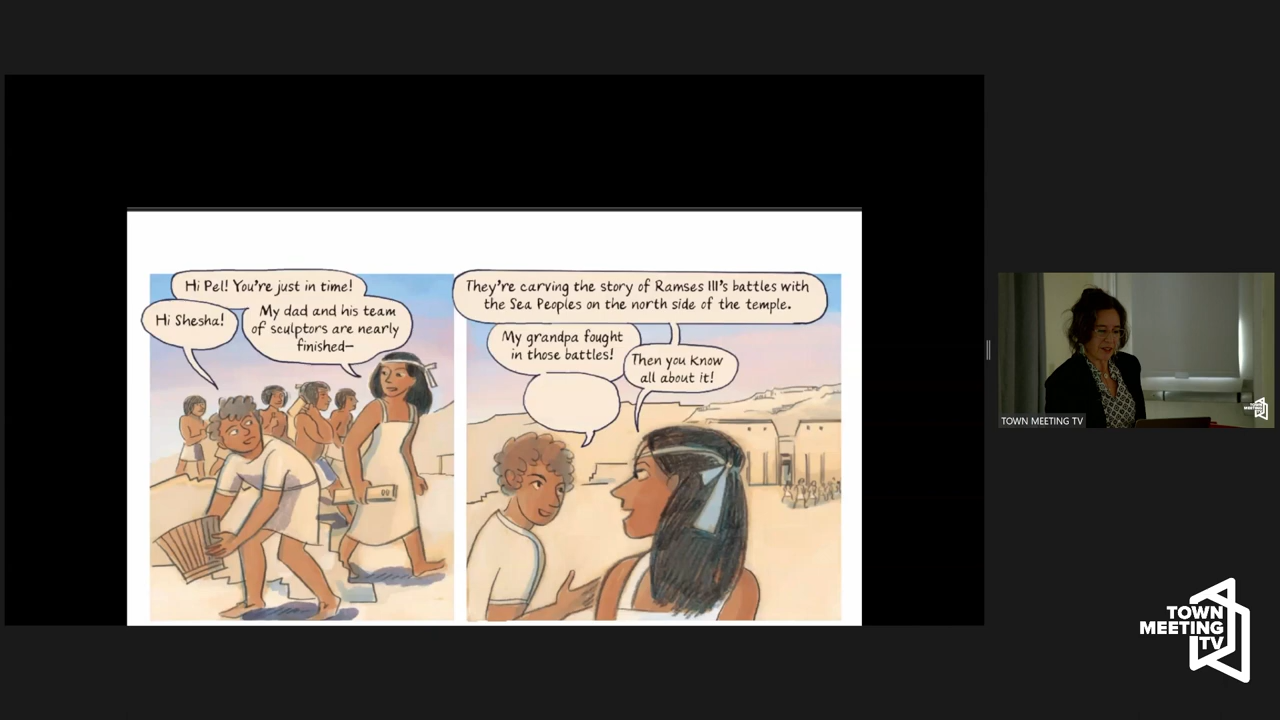 Hi Pel! You're just in time!
Hi Shesha!
My dad and his team
of sculptors are nearly
finished—
They're carving the story of Ramses III's battles with
the Sea Peoples on the north side of the temple.
My grandpa fought
in those battles!
Then you know
all about it!
TOWN MEETING TV
TOWN
MEETING
TV